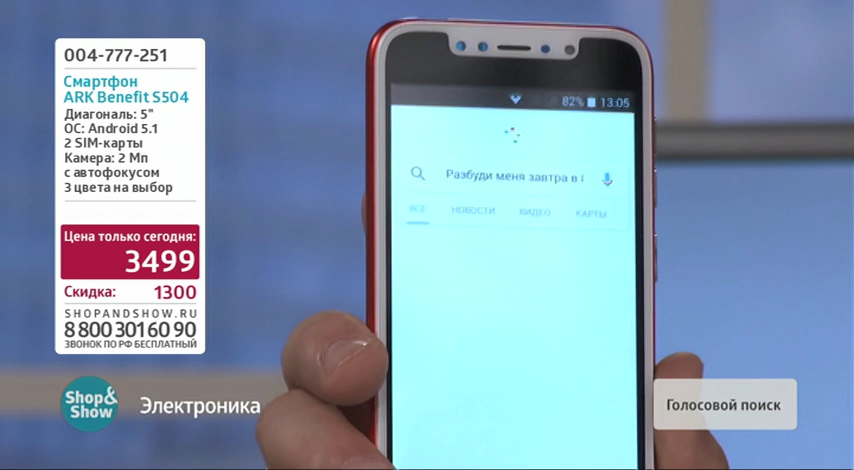 004-777-251
Смартфон
ARK Benefit S504
Диагональ: 5"
ОС: Android 5.1
2 SIM-карты
Камера: 2 Мп
с автофокусом
3 цвета на выбор
Цена только сегодня:
3499
Скидка: 1300
SHOPANDSHOW.RU
8 800 301 60 90
ЗВОНОК ПО РФ БЕСПЛАТНЫЙ
Shop&
Show
Электроника
82% 13:05
Разбуди меня завтра в
ВСЕ НОВОСТИ ВИДЕО КАРТЫ
Голосовой поиск